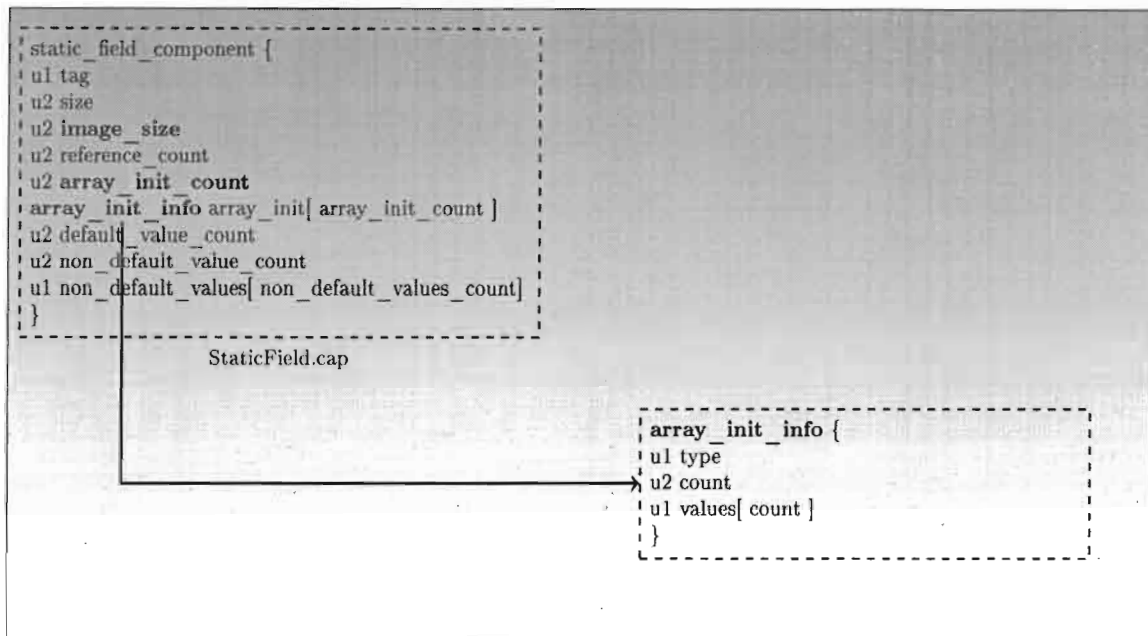 static_field_component {
u1 tag
u2 size
u2 image_size
u2 reference_count
u2 array_init_count
array_init_info array_init[ array_init_count ]
u2 default_value_count
u2 non_default_value_count
u1 non_default_values[ non_default_values_count]
}
StaticField.cap
array_init_info {
u1 type
u2 count
u1 values[ count ]
}